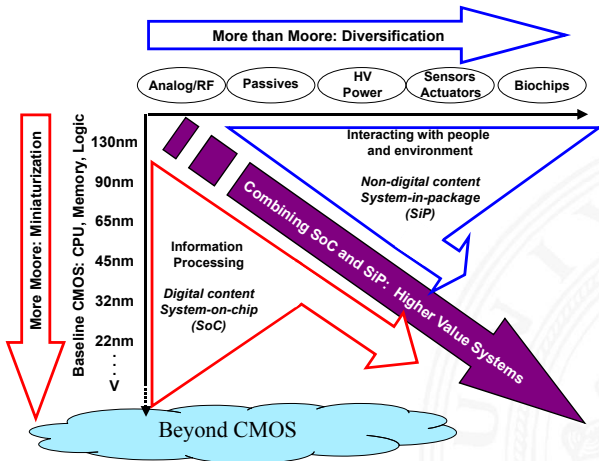 More than Moore: Diversification
Analog/RF
Passives
HV
Power
Sensors
Actuators
Biochips
More Moore: Miniaturization
Baseline CMOS: CPU, Memory, Logic
130nm
90nm
65nm
45nm
32nm
22nm
.
.
.
V
Interacting with people
and environment
Non-digital content
System-in-package
(SiP)
Combining SoC and SiP: Higher Value Systems
Information
Processing
Digital content
System-on-chip
(SoC)
Beyond CMOS